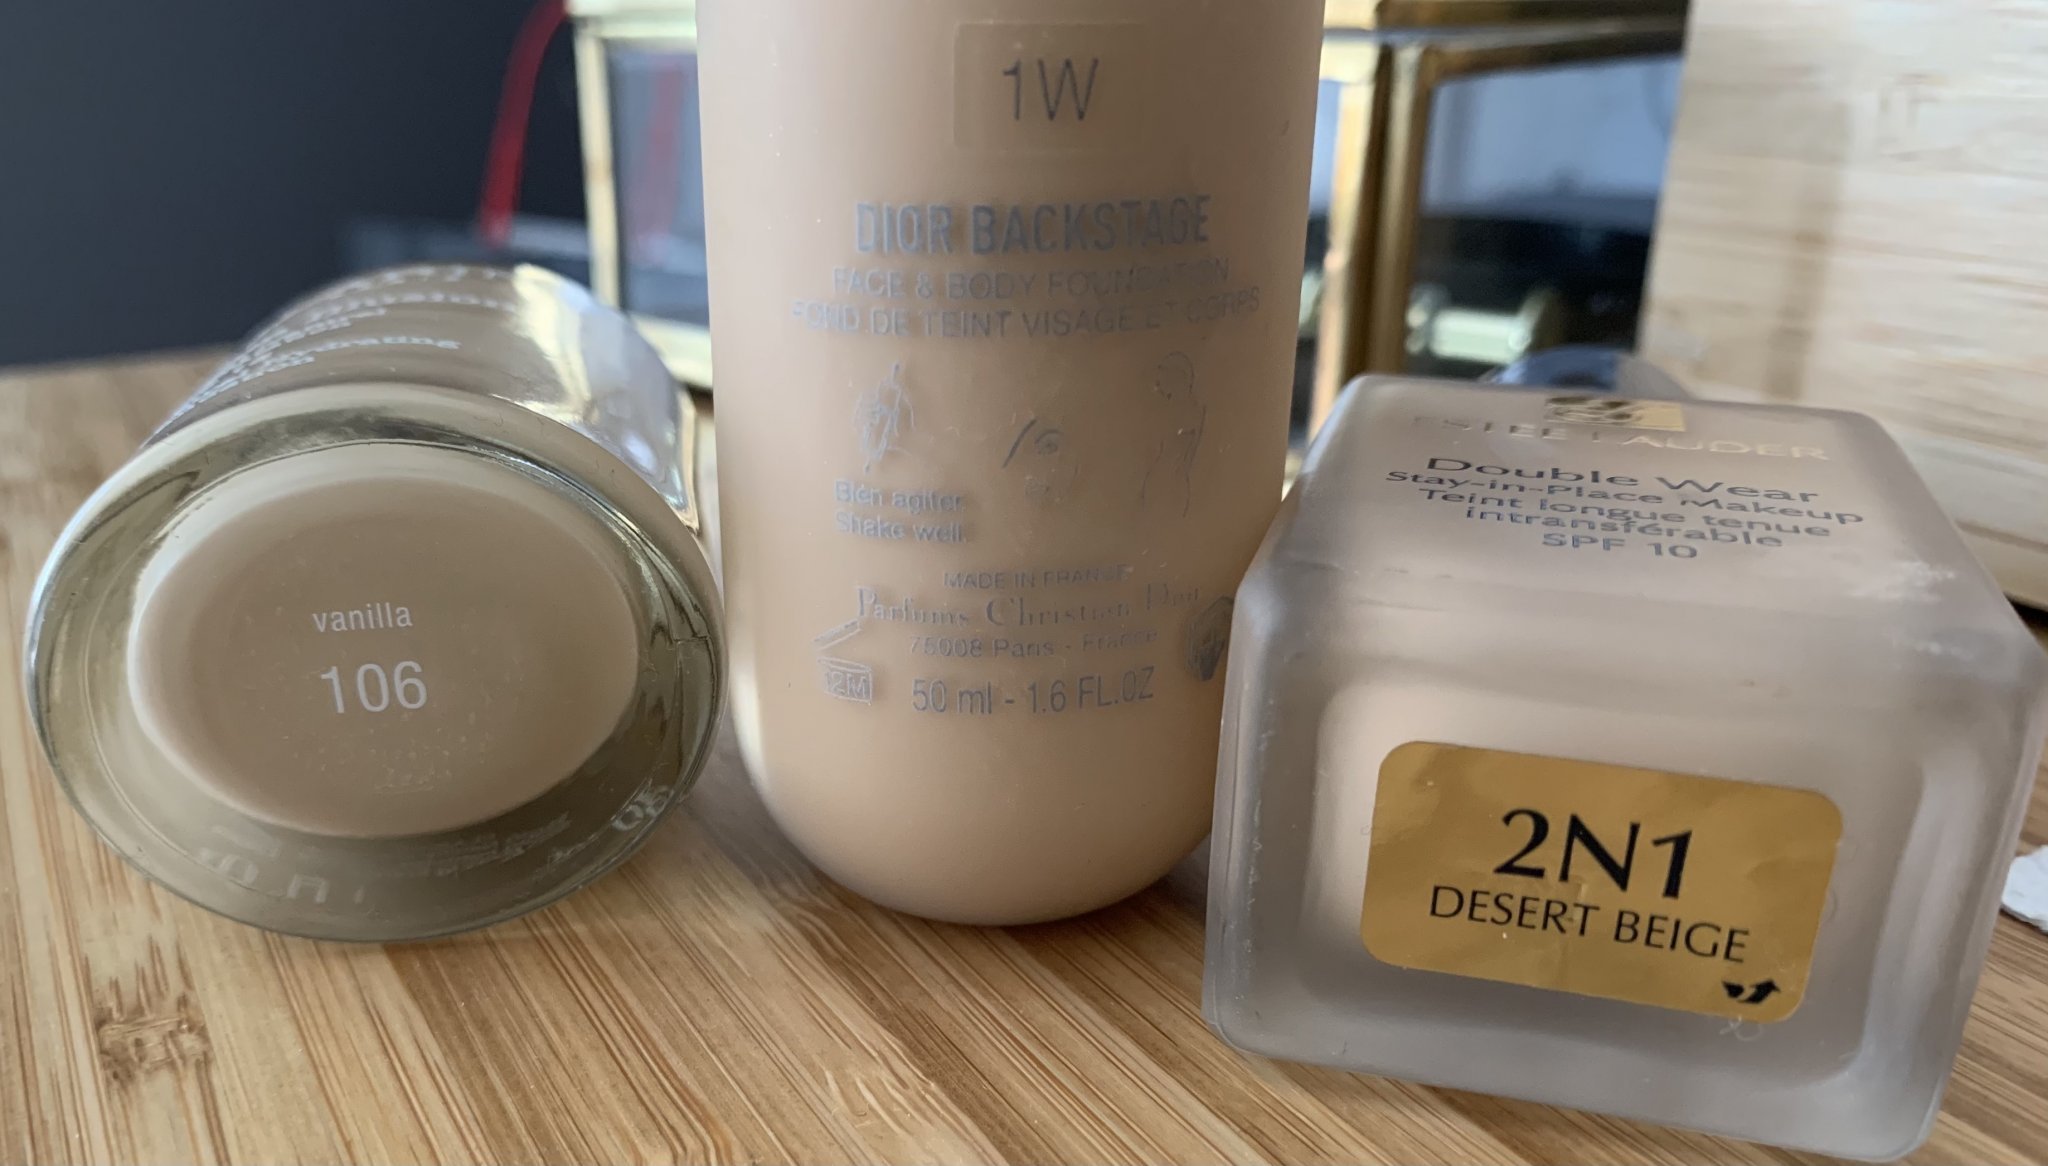 vanilla
106
1W
DIOR BACKSTAGE
FACE & BODY FOUNDATION
FOND DE TEINT VISAGE ET CORPS
Bien agiter.
Shake well.
MADE IN FRANCE
Parfums Christian Dior
75008 Paris - France
12M
50 ml - 1.6 FL.OZ
ESTEE LAUDER
Double Wear
Stay-in-Place Makeup
Teint longue tenue
intransférable
SPF 10
2N1
DESERT BEIGE